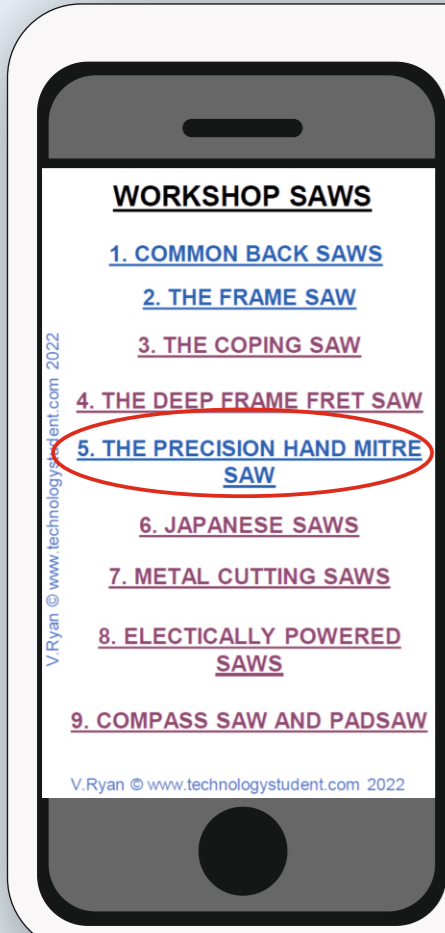 WORKSHOP SAWS
1. COMMON BACK SAWS
2. THE FRAME SAW
3. THE COPING SAW
4. THE DEEP FRAME FRET SAW
5. THE PRECISION HAND MITRE
SAW
6. JAPANESE SAWS
7. METAL CUTTING SAWS
8. ELECTICALLY POWERED
SAWS
9. COMPASS SAW AND PADSAW
V.Ryan © www.technologystudent.com 2022
V.Ryan © www.technologystudent.com 2022